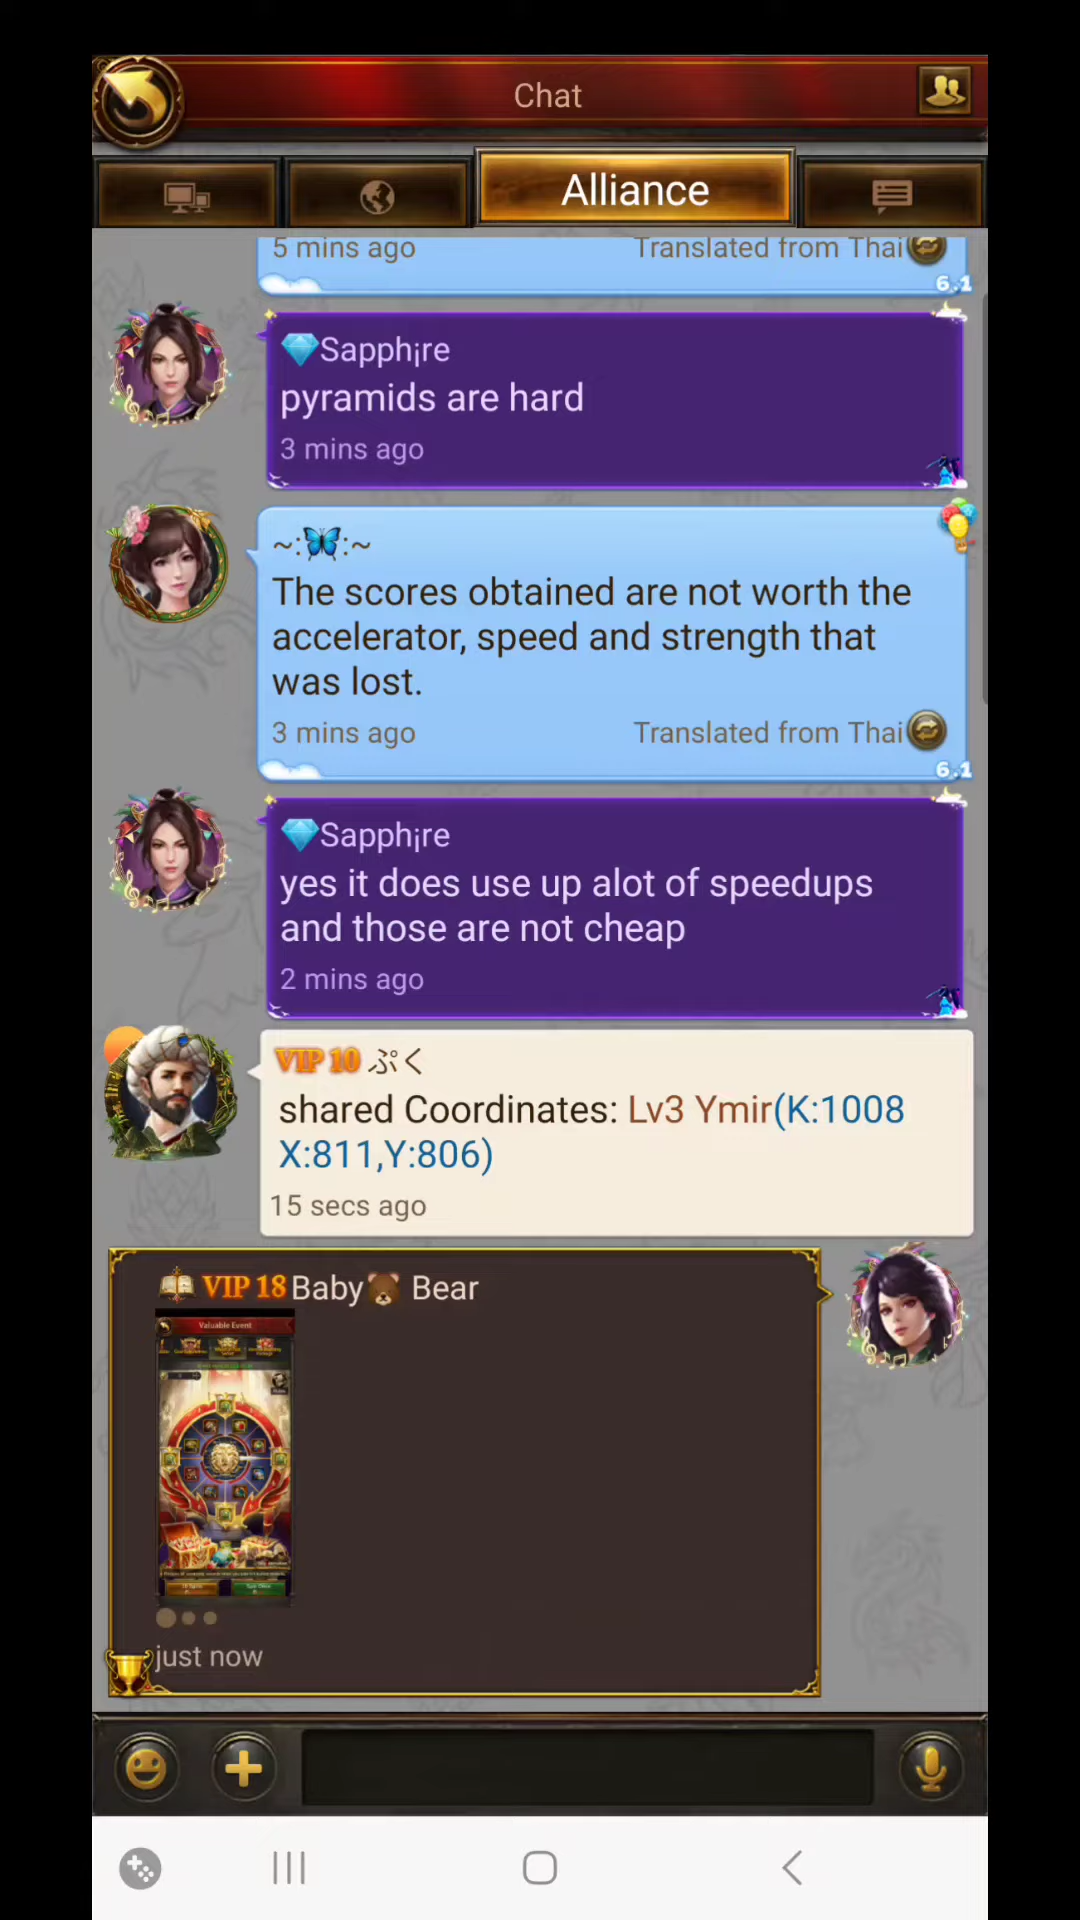 Chat
Alliance
5 mins ago Translated from Thai
6.1
💎Sapph¡re
pyramids are hard
3 mins ago
~:🦋:~
The scores obtained are not worth the
accelerator, speed and strength that
was lost.
3 mins ago Translated from Thai
6.1
💎Sapph¡re
yes it does use up alot of speedups
and those are not cheap
2 mins ago
VIP 10 ぷく
shared Coordinates: Lv3 Ymir(K:1008
X:811,Y:806)
15 secs ago
VIP 18 Baby🐻 Bear
Valuable Event
just now